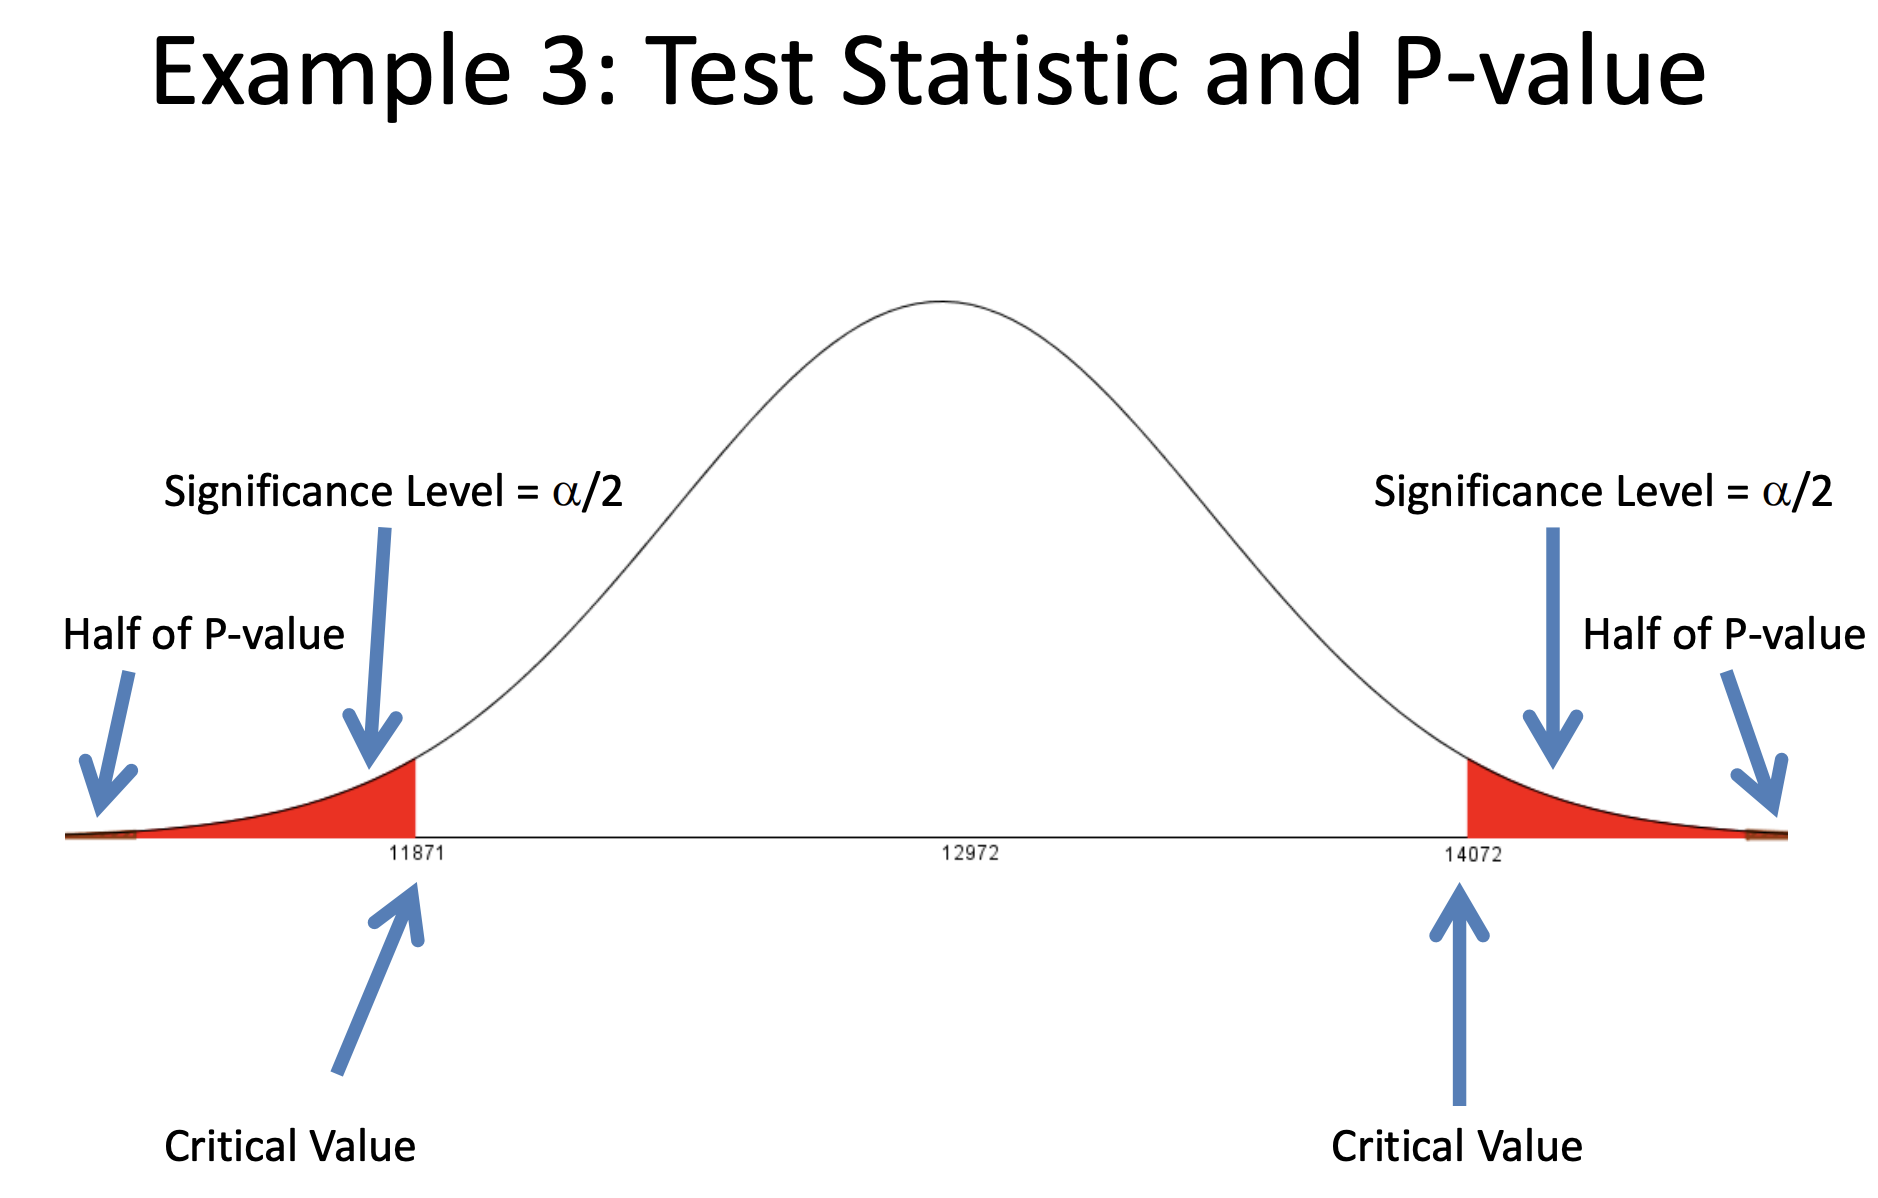 Example 3: Test Statistic and P-value
Significance Level = α/2
Significance Level = α/2
Half of P-value
Half of P-value
11871
12972
14072
Critical Value
Critical Value